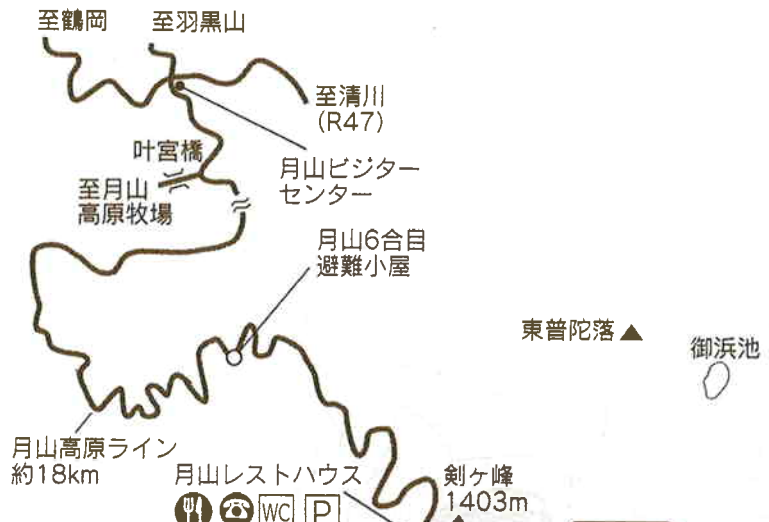 至鶴岡
至羽黒山
至清川
(R47)
叶宮橋
月山ビジター
センター
至月山
高原牧場
月山6合目
避難小屋
東普陀落▲
御浜池
月山高原ライン
約18km
月山レストハウス
WC P
剣ヶ峰
1403m